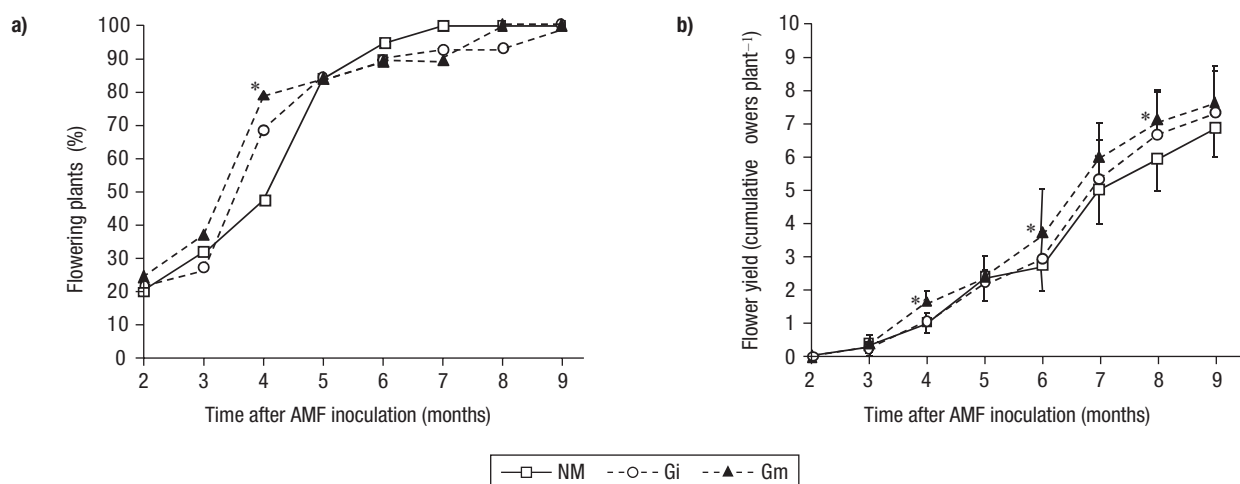 a)
100
90
80
70
60
50
40
30
20
10
0
Flowering plants (%)
*
2 3 4 5 6 7 8 9
Time after AMF inoculation (months)
b)
10
9
8
7
6
5
4
3
2
1
0
Flower yield (cumulative owers plant⁻¹)
* * *
2 3 4 5 6 7 8 9
Time after AMF inoculation (months)
NM Gi Gm